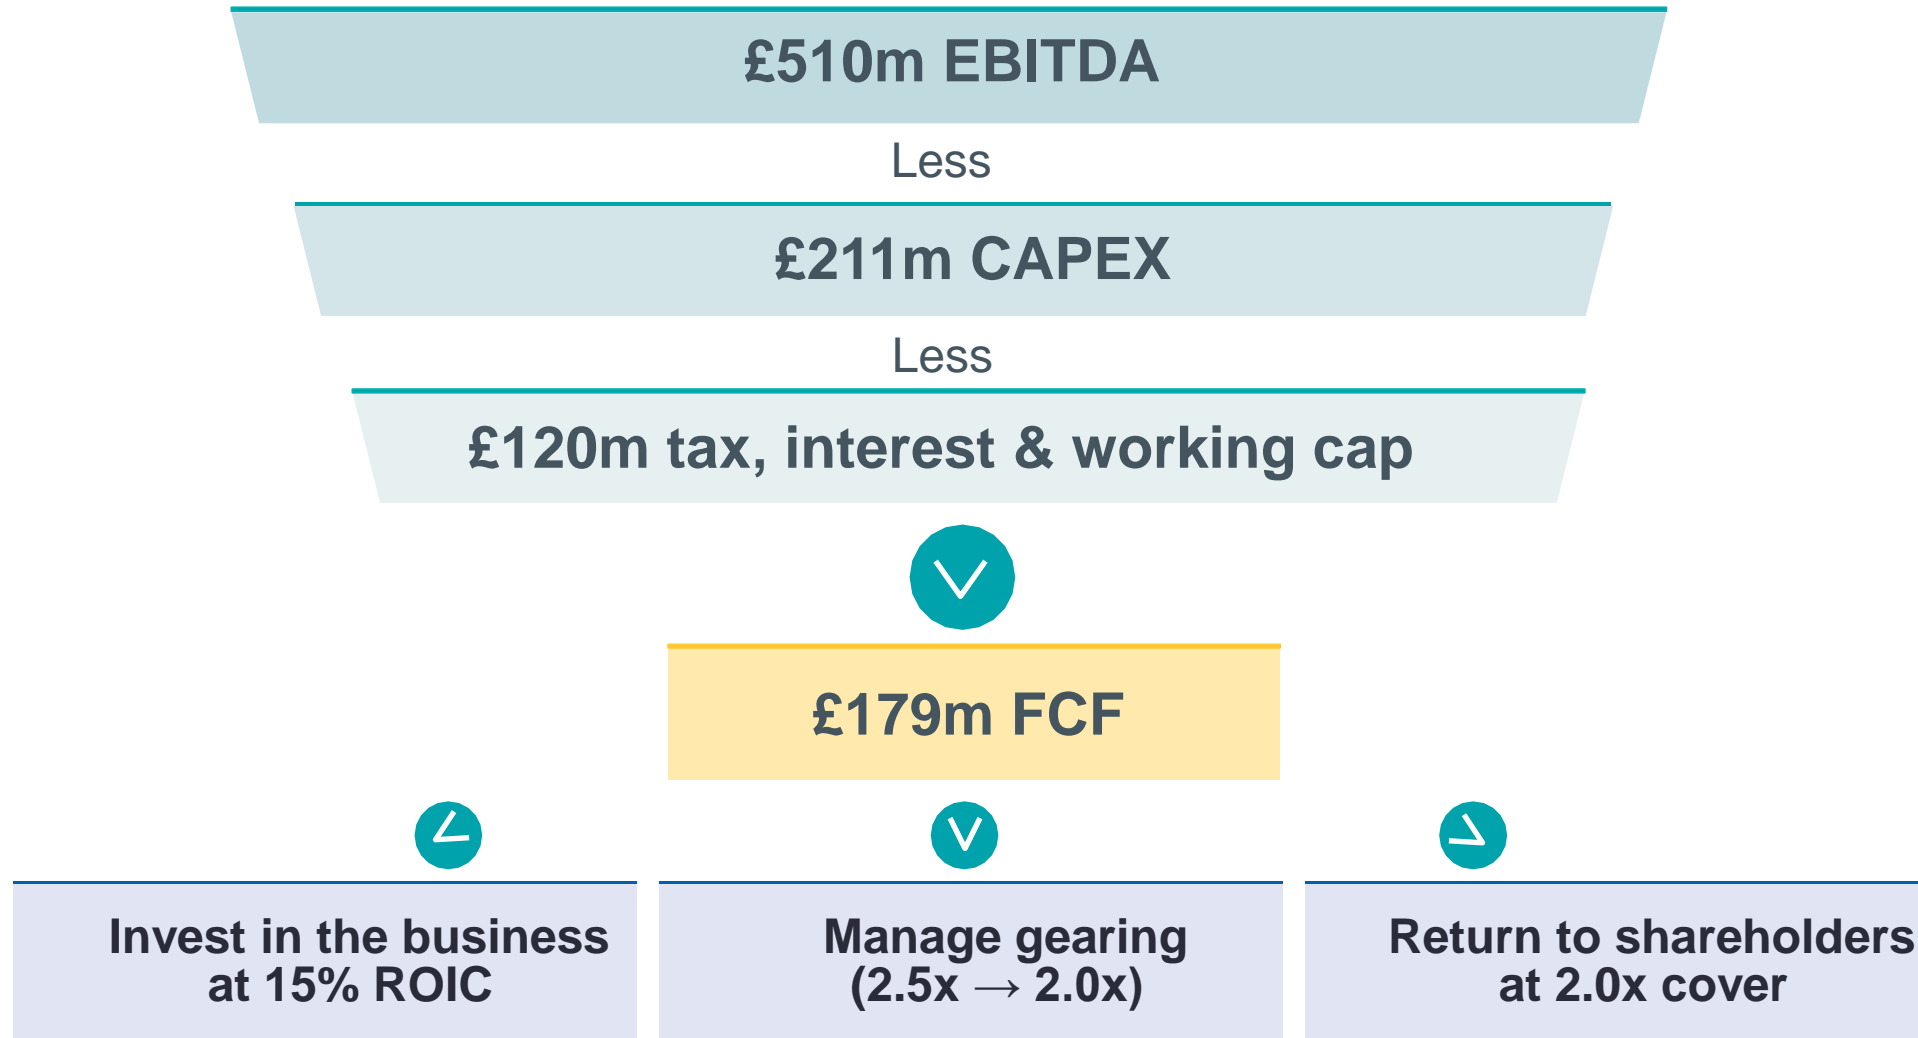 £510m EBITDA
Less
£211m CAPEX
Less
£120m tax, interest & working cap
£179m FCF
Invest in the business
at 15% ROIC
Manage gearing
(2.5x → 2.0x)
Return to shareholders
at 2.0x cover